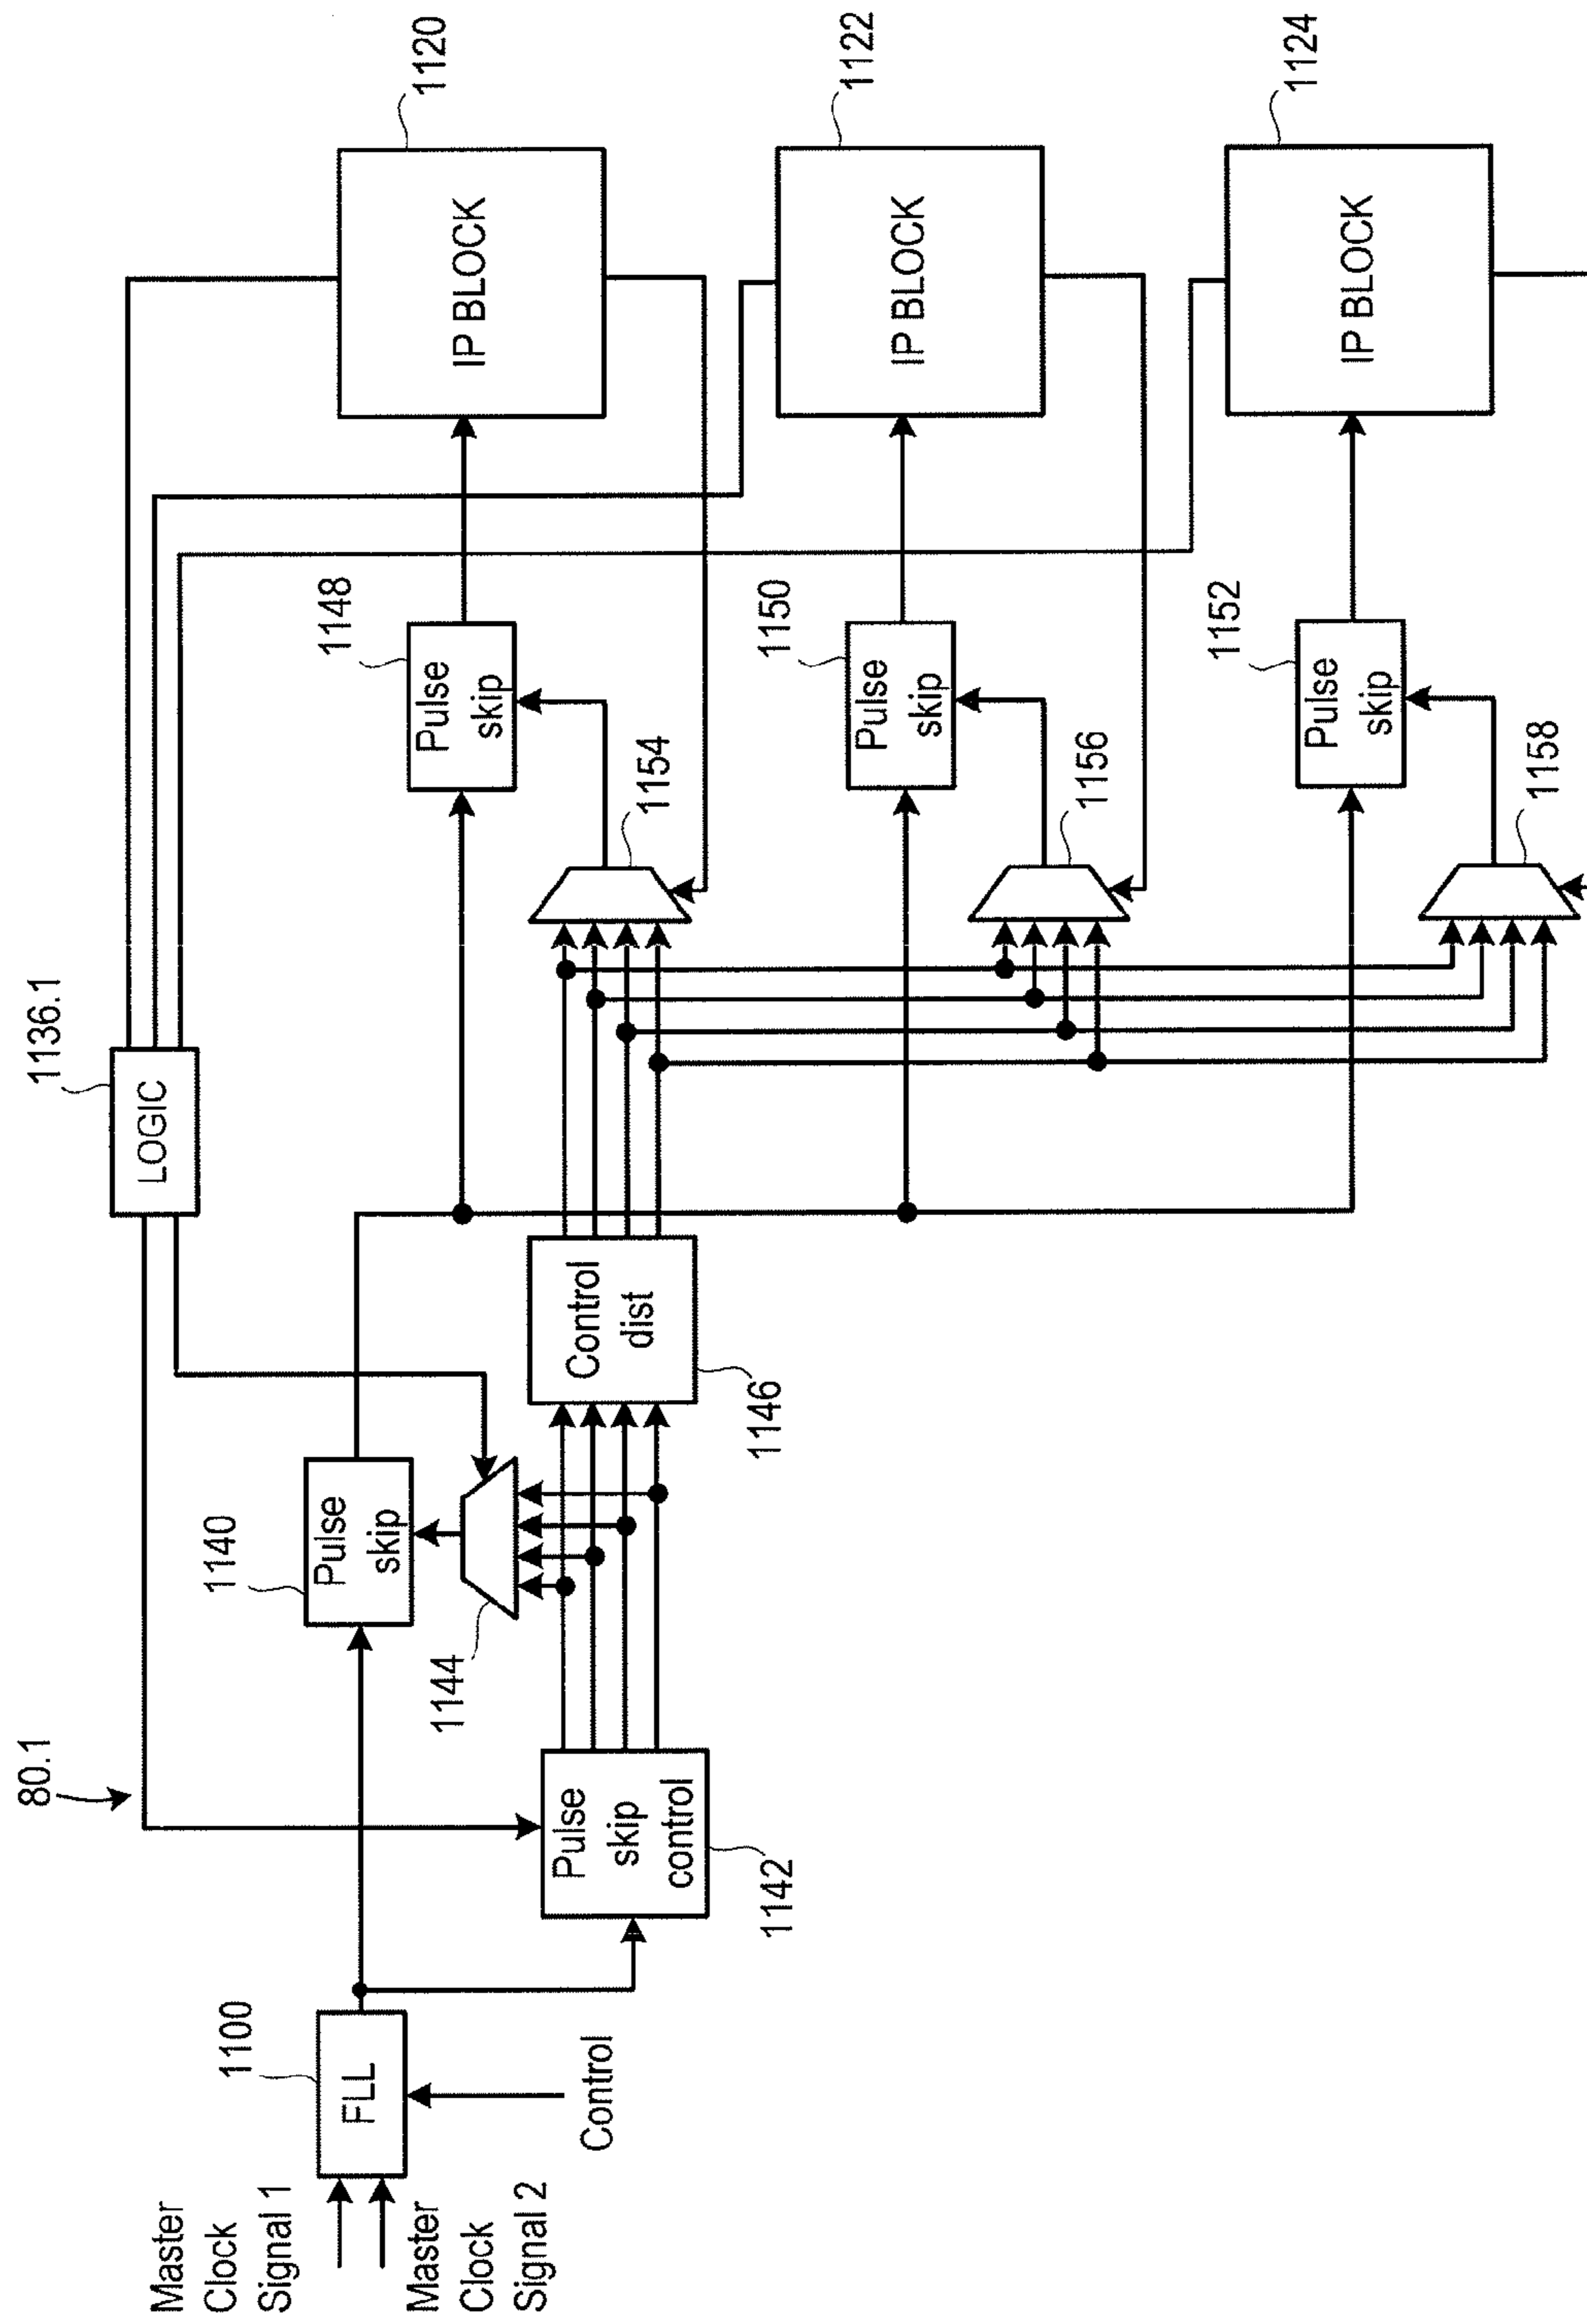 80.1
Master
Clock
Signal 1
Master
Clock
Signal 2
1100
FLL
Control
1140
Pulse
skip
1144
Pulse
skip
control
1142
Control
dist
1146
1136.1
LOGIC
1148
Pulse
skip
1154
1150
Pulse
skip
1156
1152
Pulse
skip
1158
1120
IP BLOCK
1122
IP BLOCK
1124
IP BLOCK